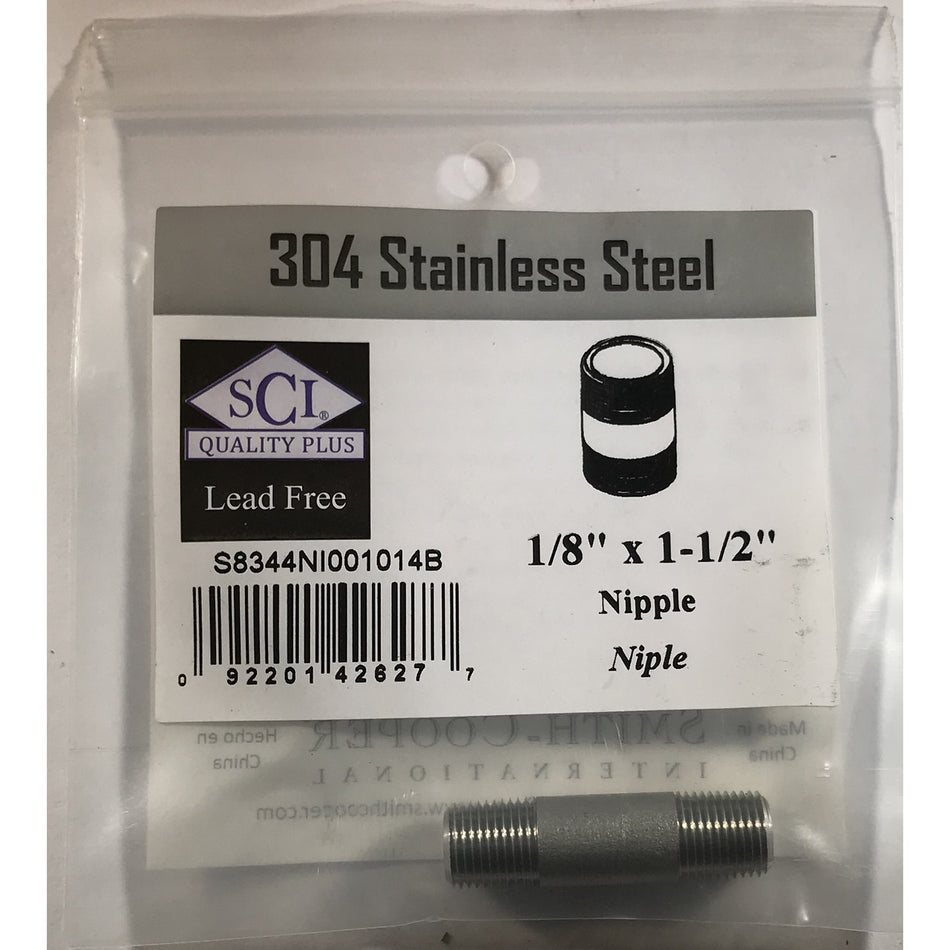 304 Stainless Steel
SCI®
QUALITY PLUS
Lead Free
S8344NI001014B
0 92201 42627 7
1/8" x 1-1/2"
Nipple
Niple
Hecho en
China
SMITH-COOPER
INTERNATIONAL
Made in
China
www.smithcooper.com